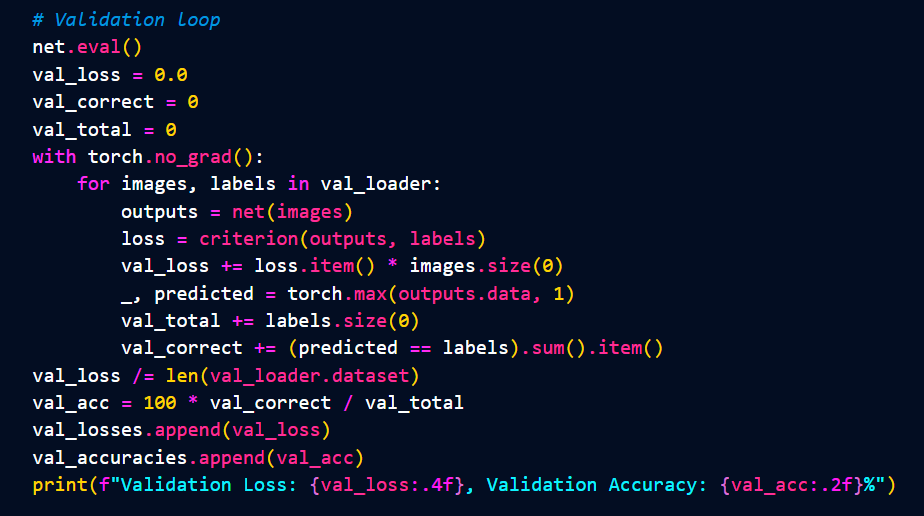 # Validation Loop
net.eval()
val_loss = 0.0
val_correct = 0
val_total = 0
with torch.no_grad():
    for images, labels in val_loader:
        outputs = net(images)
        loss = criterion(outputs, labels)
        val_loss += loss.item() * images.size(0)
        _, predicted = torch.max(outputs.data, 1)
        val_total += labels.size(0)
        val_correct += (predicted == labels).sum().item()
val_loss /= len(val_loader.dataset)
val_acc = 100 * val_correct / val_total
val_losses.append(val_loss)
val_accuracies.append(val_acc)
print(f"Validation Loss: {val_loss:.4f}, Validation Accuracy: {val_acc:.2f}%")